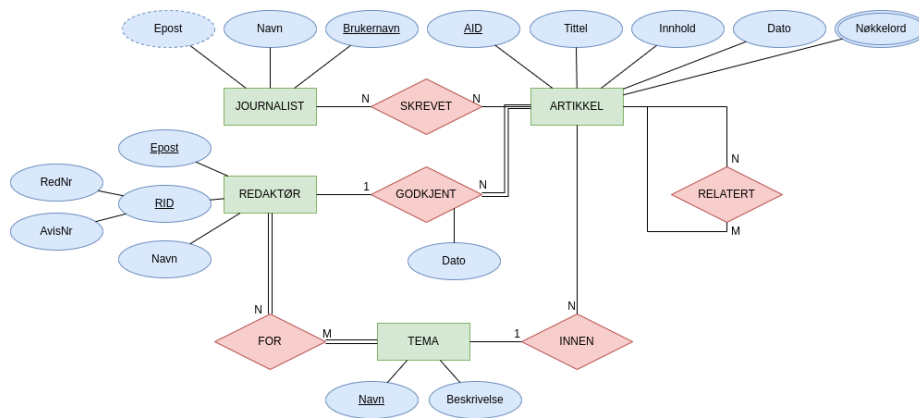 Epost
Navn
Brukernavn
AID
Tittel
Innhold
Dato
Nøkkelord
JOURNALIST
N
SKREVET
N
ARTIKKEL
Epost
RedNr
RID
AvisNr
Navn
REDAKTØR
1
GODKJENT
N
Dato
N
RELATERT
M
N
FOR
M
TEMA
1
INNEN
N
Navn
Beskrivelse